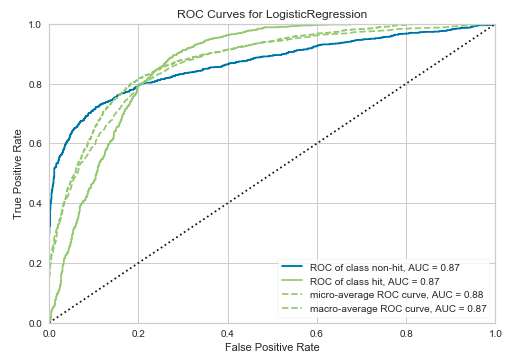 ROC Curves for LogisticRegression
1.0
0.8
0.6
0.4
0.2
0.0
True Positive Rate
ROC of class non-hit, AUC = 0.87
ROC of class hit, AUC = 0.87
micro-average ROC curve, AUC = 0.88
macro-average ROC curve, AUC = 0.87
0.0 0.2 0.4 0.6 0.8 1.0
False Positive Rate